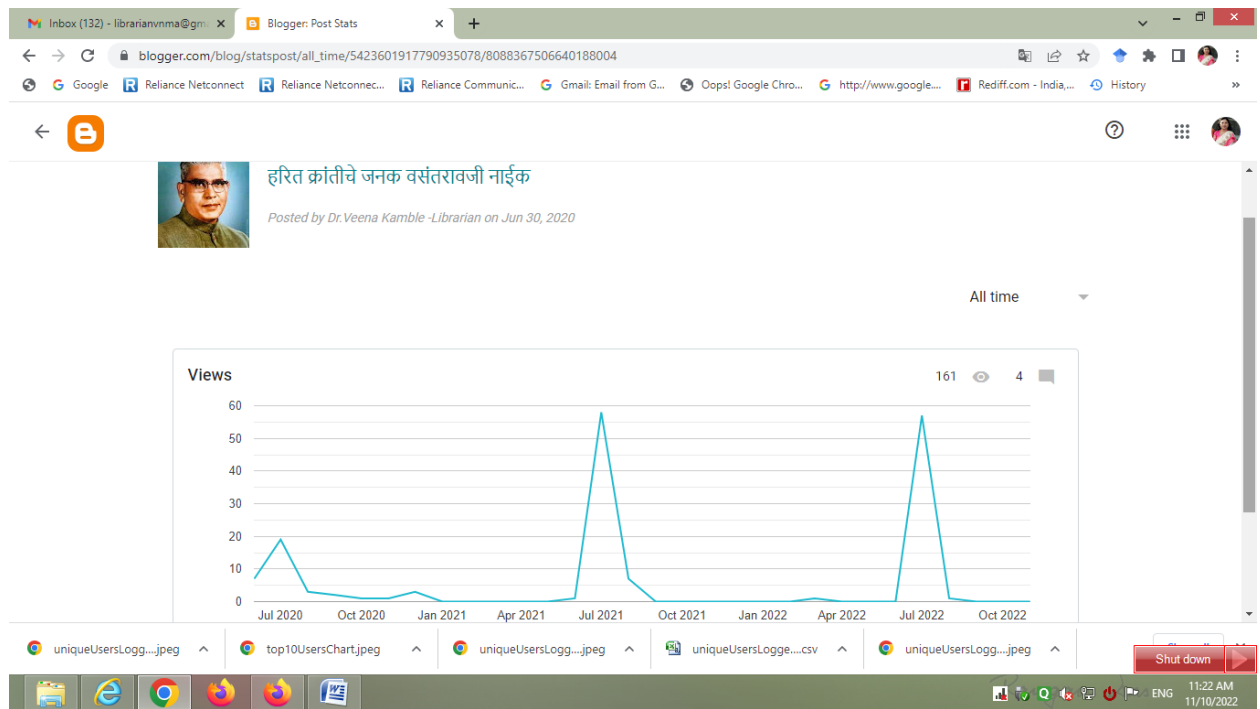 Inbox (132) - librarianvnma@gm
Blogger: Post Stats
blogger.com/blog/statspost/all_time/5423601917790935078/8088367506640188004
Google Reliance Netconnect Reliance Netconnec... Reliance Communic... Gmail: Email from G... Oops! Google Chro... http://www.google.... Rediff.com - India,... History
हरित क्रांतीचे जनक वसंतरावजी नाईक
Posted by Dr.Veena Kamble -Librarian on Jun 30, 2020
All time
Views 161 4
60
50
40
30
20
10
0
Jul 2020 Oct 2020 Jan 2021 Apr 2021 Jul 2021 Oct 2021 Jan 2022 Apr 2022 Jul 2022 Oct 2022
uniqueUsersLogg....jpeg top10UsersChart.jpeg uniqueUsersLogg....jpeg uniqueUsersLogge....csv uniqueUsersLogg....jpeg
Shut down
ENG 11:22 AM
11/10/2022